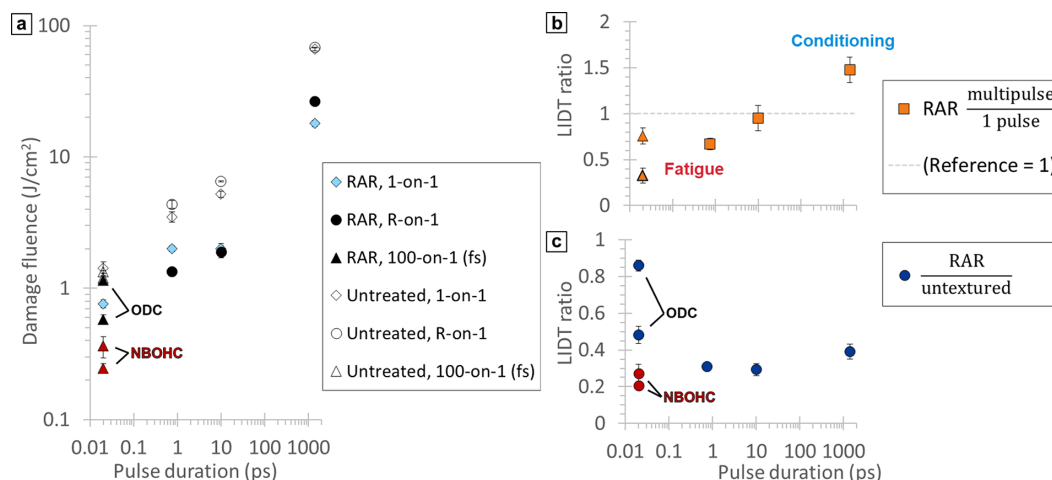 a
100
10
1
0.1
Damage fluence (J/cm²)
0.01 0.1 1 10 100 1000
Pulse duration (ps)
ODC
NBOHC
RAR, 1-on-1
RAR, R-on-1
RAR, 100-on-1 (fs)
Untreated, 1-on-1
Untreated, R-on-1
Untreated, 100-on-1 (fs)
b
2
1.5
1
0.5
0
LIDT ratio
Conditioning
Fatigue
RAR multipulse
1 pulse
(Reference = 1)
c
1
0.8
0.6
0.4
0.2
0
LIDT ratio
ODC
NBOHC
0.01 0.1 1 10 100 1000
Pulse duration (ps)
RAR
untextured